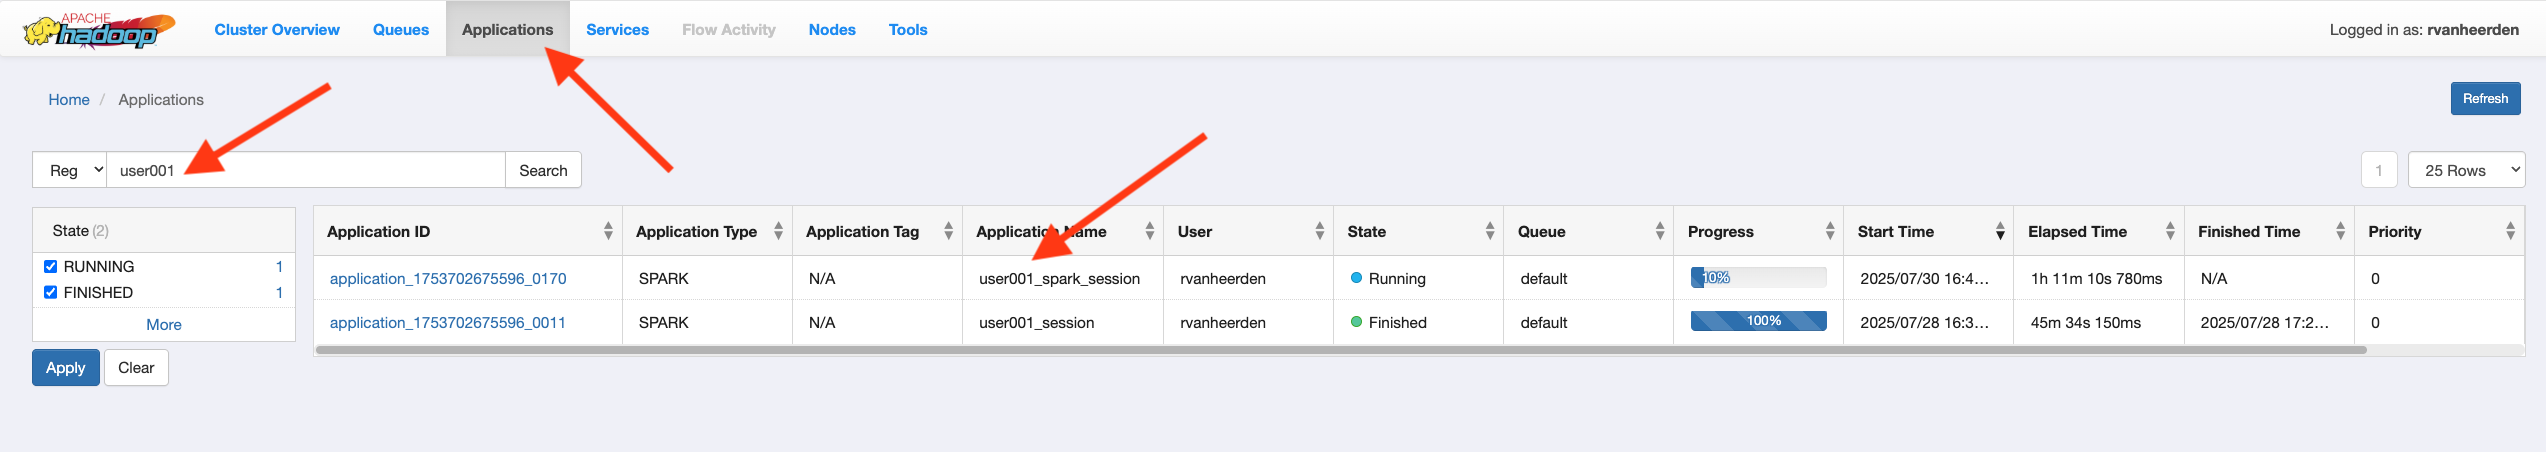 APACHE
hadoop
Cluster Overview Queues Applications Services Flow Activity Nodes Tools Logged in as: rvanheerden
Home / Applications Refresh
Reg user001 Search 1 25 Rows
State (2)
RUNNING 1
FINISHED 1
More
Apply Clear
Application ID Application Type Application Tag Application Name User State Queue Progress Start Time Elapsed Time Finished Time Priority
application_1753702675596_0170 SPARK N/A user001_spark_session rvanheerden Running default 10% 2025/07/30 16:4... 1h 11m 10s 780ms N/A 0
application_1753702675596_0011 SPARK N/A user001_session rvanheerden Finished default 100% 2025/07/28 16:3... 45m 34s 150ms 2025/07/28 17:2... 0